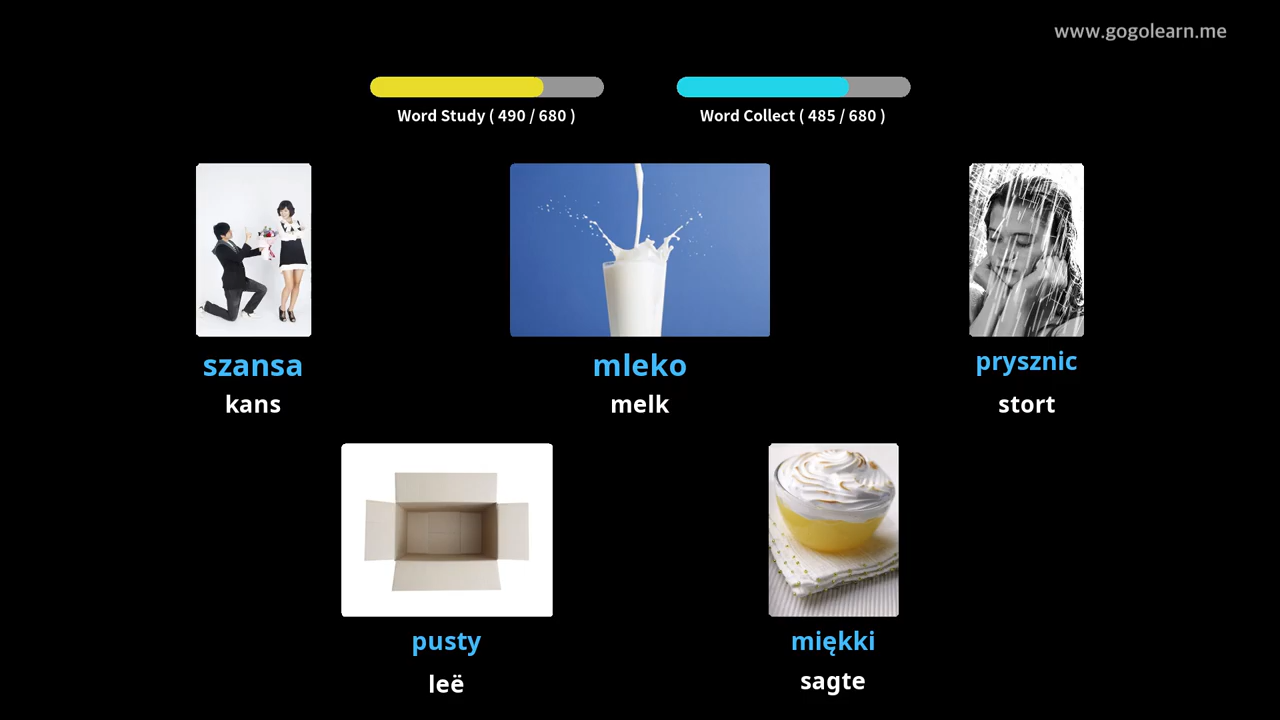 www.gogolearn.me
Word Study ( 490 / 680 )
Word Collect ( 485 / 680 )
szansa
mleko
prysznic
kans
melk
stort
pusty
miękki
leë
sagte